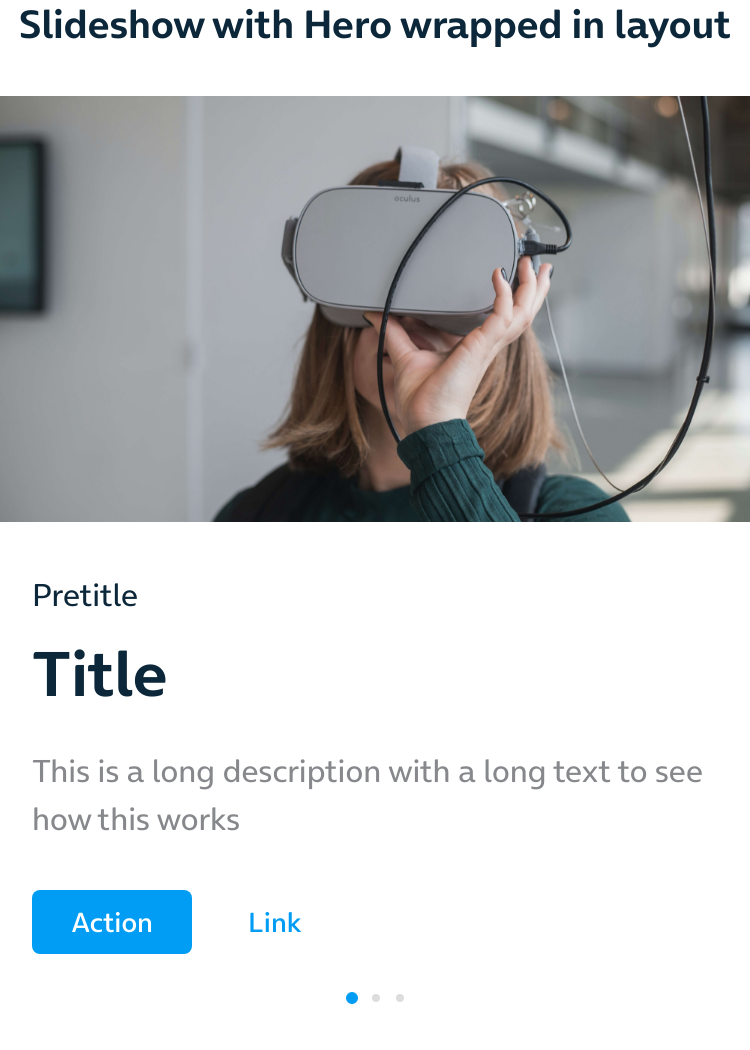 Slideshow with Hero wrapped in layout
oculus
Pretitle
Title
This is a long description with a long text to see
how this works
Action
Link